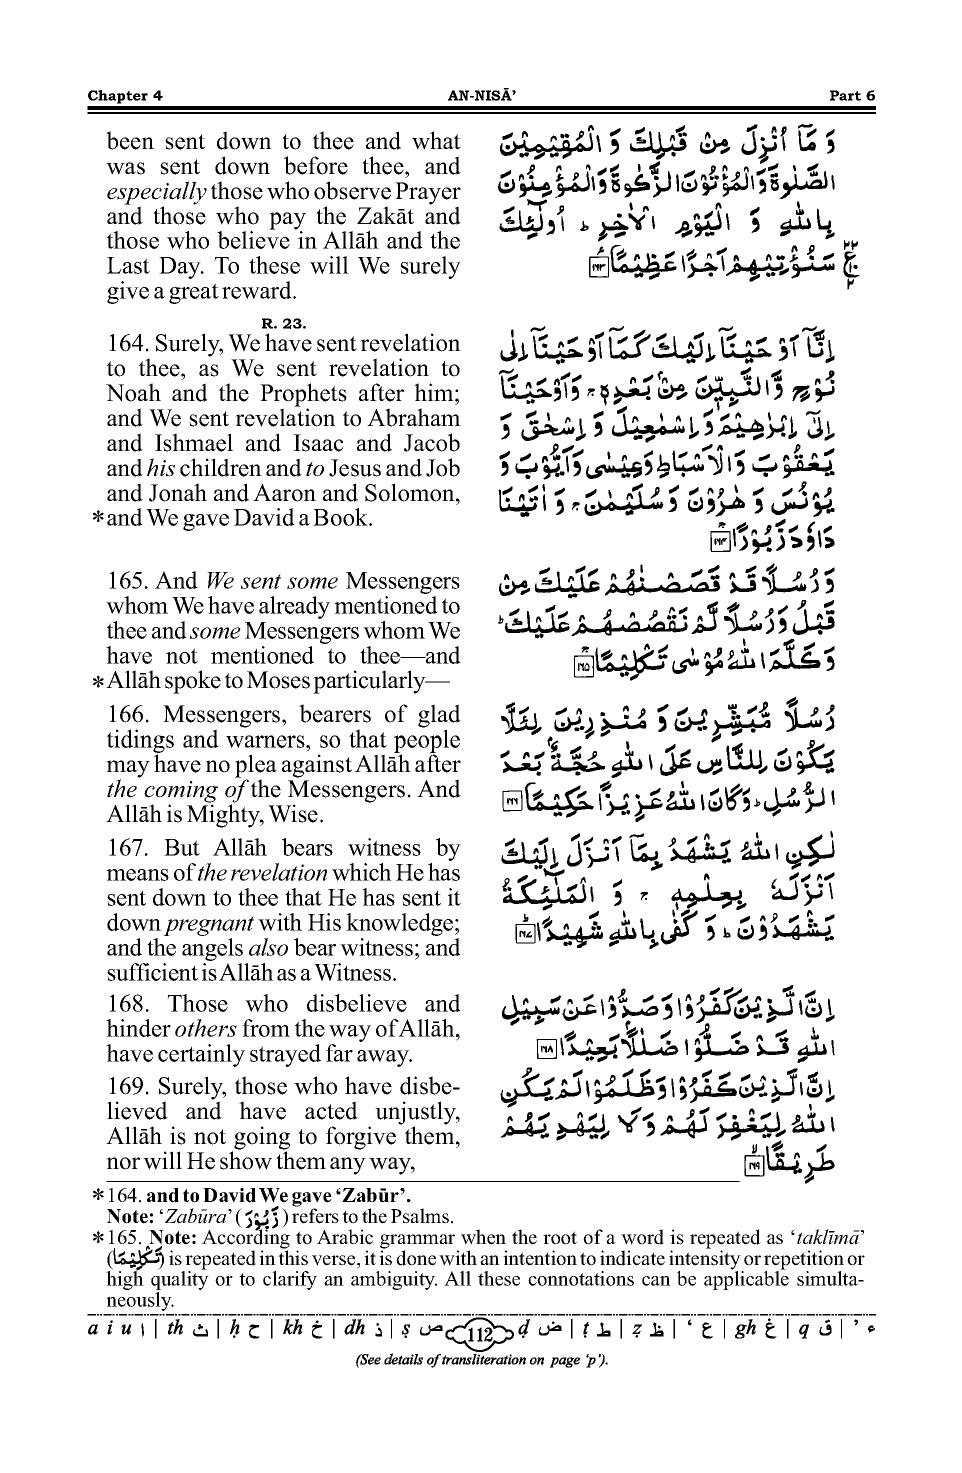 Chapter 4 AN-NISĀ’ Part 6
been sent down to thee and what
was sent down before thee, and
especially those who observe Prayer
and those who pay the Zakāt and
those who believe in Allāh and the
Last Day. To these will We surely
give a great reward.
R. 23.
164. Surely, We have sent revelation
to thee, as We sent revelation to
Noah and the Prophets after him;
and We sent revelation to Abraham
and Ishmael and Isaac and Jacob
and his children and to Jesus and Job
and Jonah and Aaron and Solomon,
*and We gave David a Book.
165. And We sent some Messengers
whom We have already mentioned to
thee and some Messengers whom We
have not mentioned to thee—and
*Allāh spoke to Moses particularly—
166. Messengers, bearers of glad
tidings and warners, so that people
may have no plea against Allāh after
the coming of the Messengers. And
Allāh is Mighty, Wise.
167. But Allāh bears witness by
means of the revelation which He has
sent down to thee that He has sent it
down pregnant with His knowledge;
and the angels also bear witness; and
sufficient is Allāh as a Witness.
168. Those who disbelieve and
hinder others from the way of Allāh,
have certainly strayed far away.
169. Surely, those who have disbe-
lieved and have acted unjustly,
Allāh is not going to forgive them,
nor will He show them any way,
وَ مَاۤ اُنْزِلَ مِنْ قَبْلِكَ وَ الْمُقِيْمِيْنَ
الصَّلٰوةَ وَ الْمُؤْتُوْنَ الزَّكٰوةَ وَ الْمُؤْمِنُوْنَ
بِاللّٰهِ وَ الْيَوْمِ الْاٰخِرِ ؕ اُولٰٓئِكَ
سَنُؤْتِيْهِمْ اَجْرًا عَظِيْمًا ﴿۱۶۳﴾
اِنَّاۤ اَوْحَيْنَاۤ اِلَيْكَ كَمَاۤ اَوْحَيْنَاۤ اِلٰى
نُوْحٍ وَّ النَّبِيّٖنَ مِنْۢ بَعْدِهٖ ۚ وَ اَوْحَيْنَاۤ
اِلٰۤى اِبْرٰهِيْمَ وَ اِسْمٰعِيْلَ وَ اِسْحٰقَ وَ
يَعْقُوْبَ وَ الْاَسْبَاطِ وَ عِيْسٰى وَ اَيُّوْبَ وَ
يُوْنُسَ وَ هٰرُوْنَ وَ سُلَيْمٰنَ ۚ وَ اٰتَيْنَا
دَاوٗدَ زَبُوْرًا ﴿۱۶۴﴾
وَ رُسُلًا قَدْ قَصَصْنٰهُمْ عَلَيْكَ مِنْ
قَبْلُ وَ رُسُلًا لَّمْ نَقْصُصْهُمْ عَلَيْكَ ؕ
وَ كَلَّمَ اللّٰهُ مُوْسٰى تَكْلِيْمًا ﴿۱۶۵﴾
رُسُلًا مُّبَشِّرِيْنَ وَ مُنْذِرِيْنَ لِئَلَّا
يَكُوْنَ لِلنَّاسِ عَلَى اللّٰهِ حُجَّةٌۢ بَعْدَ
الرُّسُلِ ؕ وَ كَانَ اللّٰهُ عَزِيْزًا حَكِيْمًا ﴿۱۶۶﴾
لٰكِنِ اللّٰهُ يَشْهَدُ بِمَاۤ اَنْزَلَ اِلَيْكَ
اَنْزَلَهٗ بِعِلْمِهٖ ۚ وَ الْمَلٰٓئِكَةُ
يَشْهَدُوْنَ ؕ وَ كَفٰى بِاللّٰهِ شَهِيْدًا ﴿۱۶۷﴾
اِنَّ الَّذِيْنَ كَفَرُوْا وَ صَدُّوْا عَنْ سَبِيْلِ
اللّٰهِ قَدْ ضَلُّوْا ضَلٰلًۢا بَعِيْدًا ﴿۱۶۸﴾
اِنَّ الَّذِيْنَ كَفَرُوْا وَ ظَلَمُوْا لَمْ يَكُنِ
اللّٰهُ لِيَغْفِرَ لَهُمْ وَ لَا لِيَهْدِيَهُمْ
طَرِيْقًا ﴿۱۶۹﴾
*164. and to David We gave ‘Zabūr’.
Note: ‘Zabūra’ (زَبُوْرً) refers to the Psalms.
*165. Note: According to Arabic grammar when the root of a word is repeated as ‘taklīmā’
(تَكْلِيْمًا) is repeated in this verse, it is done with an intention to indicate intensity or repetition or
high quality or to clarify an ambiguity. All these connotations can be applicable simulta-
neously.
a i u ا | th ث | ḥ ح | kh خ | dh ذ | ṣ ص 112 ḍ ض | ṭ ط | ẓ ظ | ‘ ع | gh غ | q ق | ’ ء
(See details of transliteration on page ‘p’).